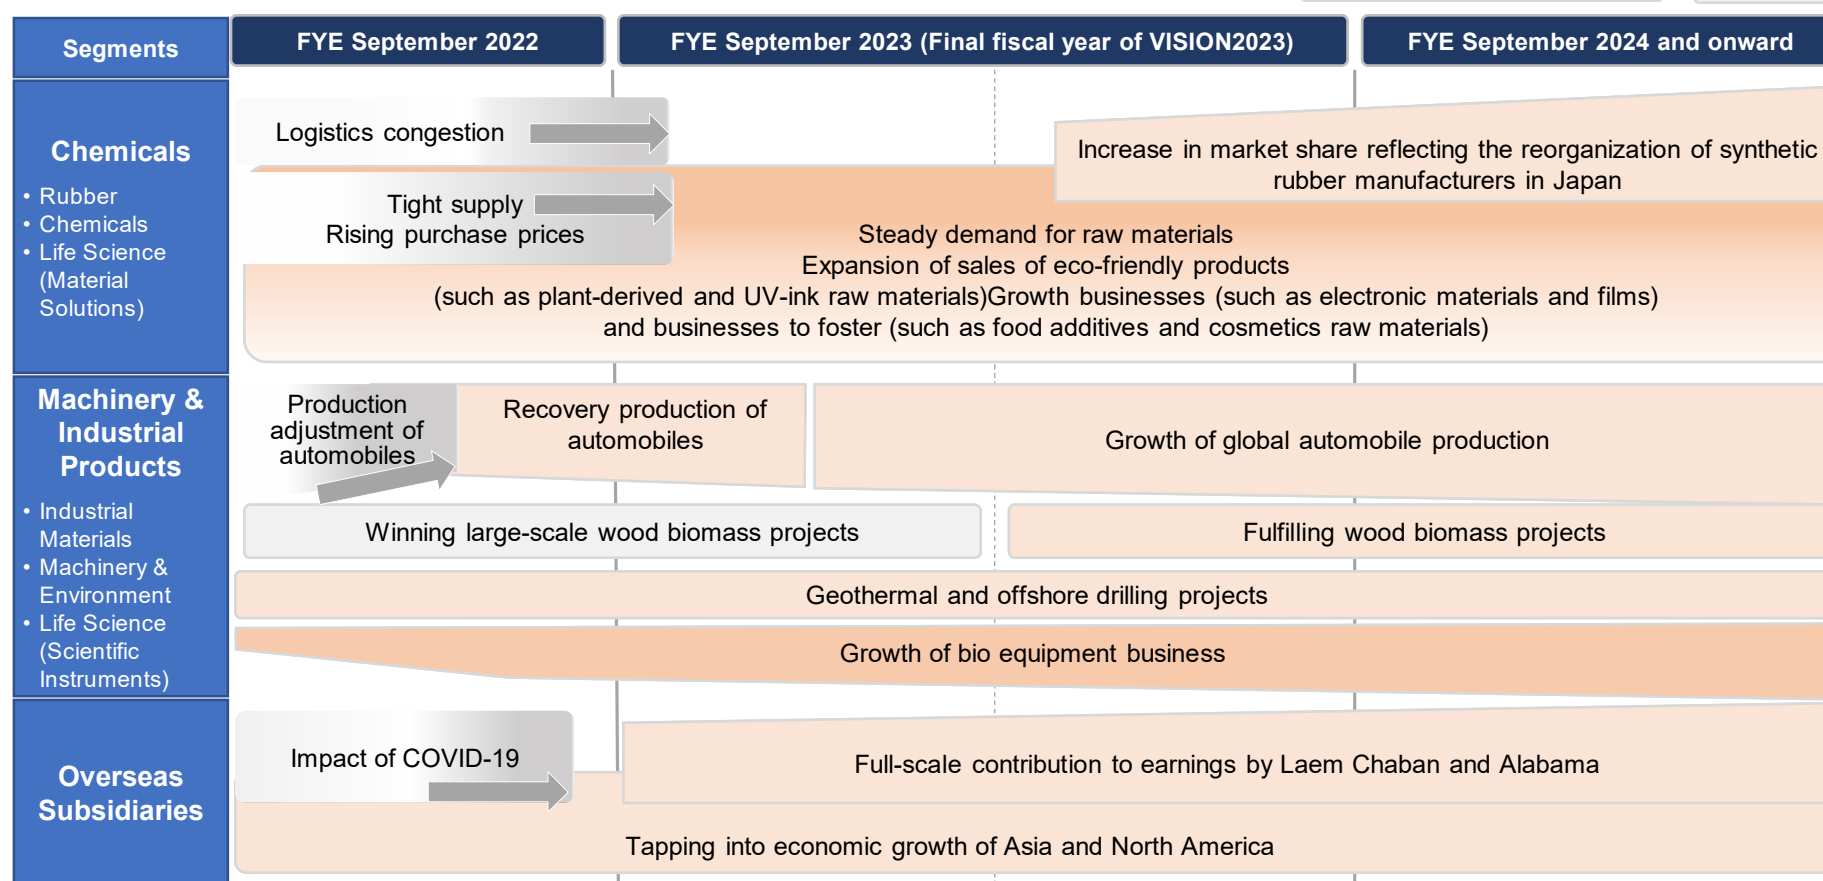 Segments
FYE September 2022
FYE September 2023 (Final fiscal year of VISION2023)
FYE September 2024 and onward
Chemicals
• Rubber
• Chemicals
• Life Science
(Material
Solutions)
Logistics congestion
Tight supply
Rising purchase prices
Increase in market share reflecting the reorganization of synthetic
rubber manufacturers in Japan
Steady demand for raw materials
Expansion of sales of eco-friendly products
(such as plant-derived and UV-ink raw materials)Growth businesses (such as electronic materials and films)
and businesses to foster (such as food additives and cosmetics raw materials)
Machinery &
Industrial
Products
• Industrial
Materials
• Machinery &
Environment
• Life Science
(Scientific
Instruments)
Production
adjustment of
automobiles
Recovery production of
automobiles
Growth of global automobile production
Winning large-scale wood biomass projects
Fulfilling wood biomass projects
Geothermal and offshore drilling projects
Growth of bio equipment business
Overseas
Subsidiaries
Impact of COVID-19
Full-scale contribution to earnings by Laem Chaban and Alabama
Tapping into economic growth of Asia and North America